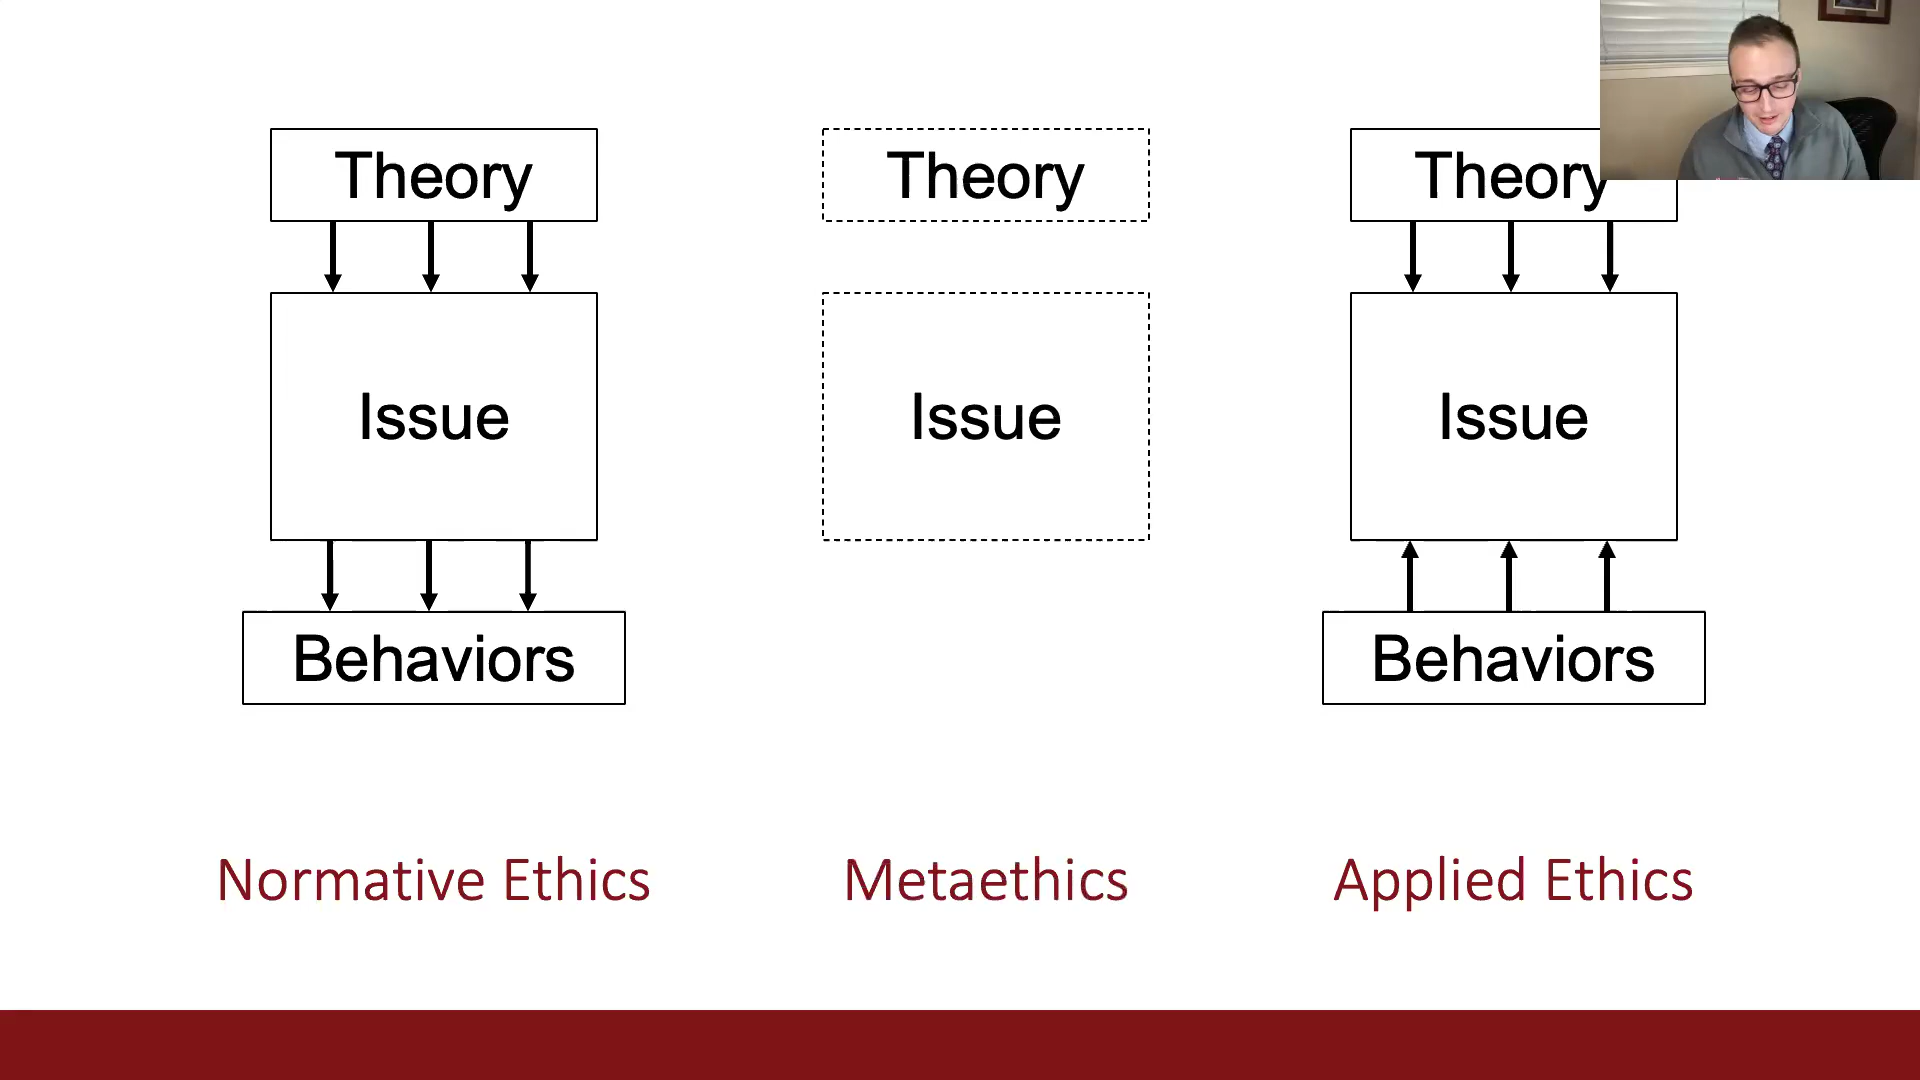 Theory
Issue
Behaviors
Normative Ethics
Theory
Issue
Metaethics
Theory
Issue
Behaviors
Applied Ethics